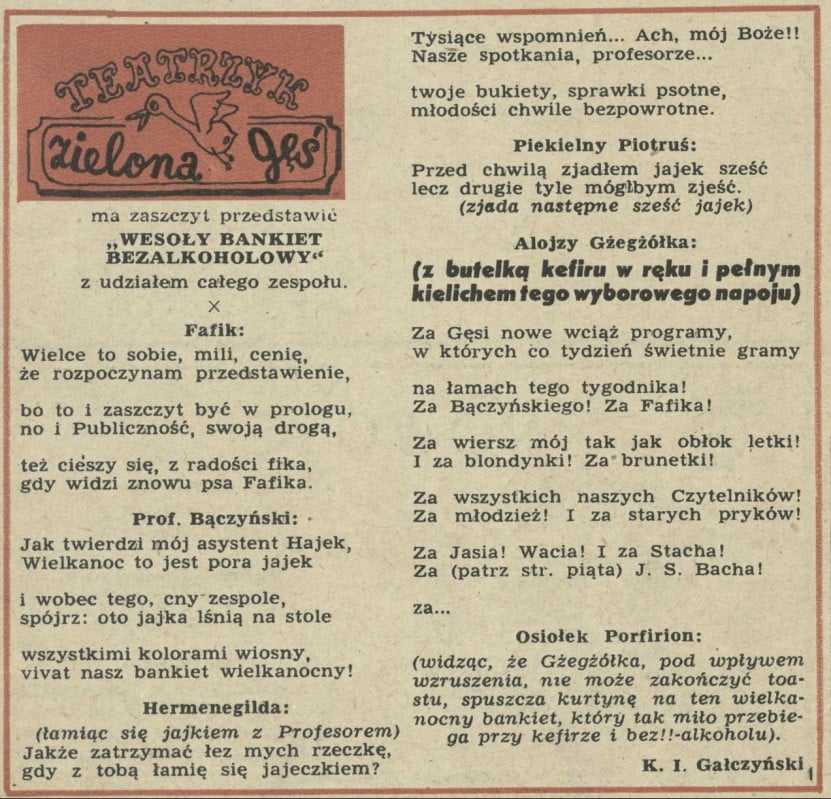 TEATRZYK
zielona gęś
ma zaszczyt przedstawić
„WESOŁY BANKIET
BEZALKOHOLOWY“
z udziałem całego zespołu.
×
Fafik:
Wielce to sobie, mili, cenię,
że rozpoczynam przedstawienie,
bo to i zaszczyt być w prologu,
no i Publiczność, swoją drogą,
też cieszy się, z radości fika,
gdy widzi znowu psa Fafika.
Prof. Bączyński:
Jak twierdzi mój asystent Hajek,
Wielkanoc to jest pora jajek
i wobec tego, cny zespole,
spójrz: oto jajka lśnią na stole
wszystkimi kolorami wiosny,
vivat nasz bankiet wielkanocny!
Hermenegilda:
(łamiąc się jajkiem z Profesorem)
Jakże zatrzymać łez mych rzeczkę,
gdy z tobą łamię się jajeczkiem?
Tysiące wspomnień... Ach, mój Boże!!
Nasze spotkania, profesorze...
twoje bukiety, sprawki psotne,
młodości chwile bezpowrotne.
Piekielny Piotruś:
Przed chwilą zjadłem jajek sześć
lecz drugie tyle mógłbym zjeść.
(zjada następne sześć jajek)
Alojzy Gżegżółka:
(z butelką kefiru w ręku i pełnym
kielichem tego wyborowego napoju)
Za Gęsi nowe wciąż programy,
w których co tydzień świetnie gramy
na łamach tego tygodnika!
Za Bączyńskiego! Za Fafika!
Za wiersz mój tak jak obłok letki!
I za blondynki! Za brunetki!
Za wszystkich naszych Czytelników!
Za młodzież! I za starych pryków!
Za Jasia! Wacia! I za Stacha!
Za (patrz str. piąta) J. S. Bacha!
za...
Osiołek Porfirion:
(widząc, że Gżegżółka, pod wpływem
wzruszenia, nie może zakończyć toa-
stu, spuszcza kurtynę na ten wielka-
nocny bankiet, który tak miło przebie-
ga przy kefirze i bez!!-alkoholu).
K. I. Gałczyński